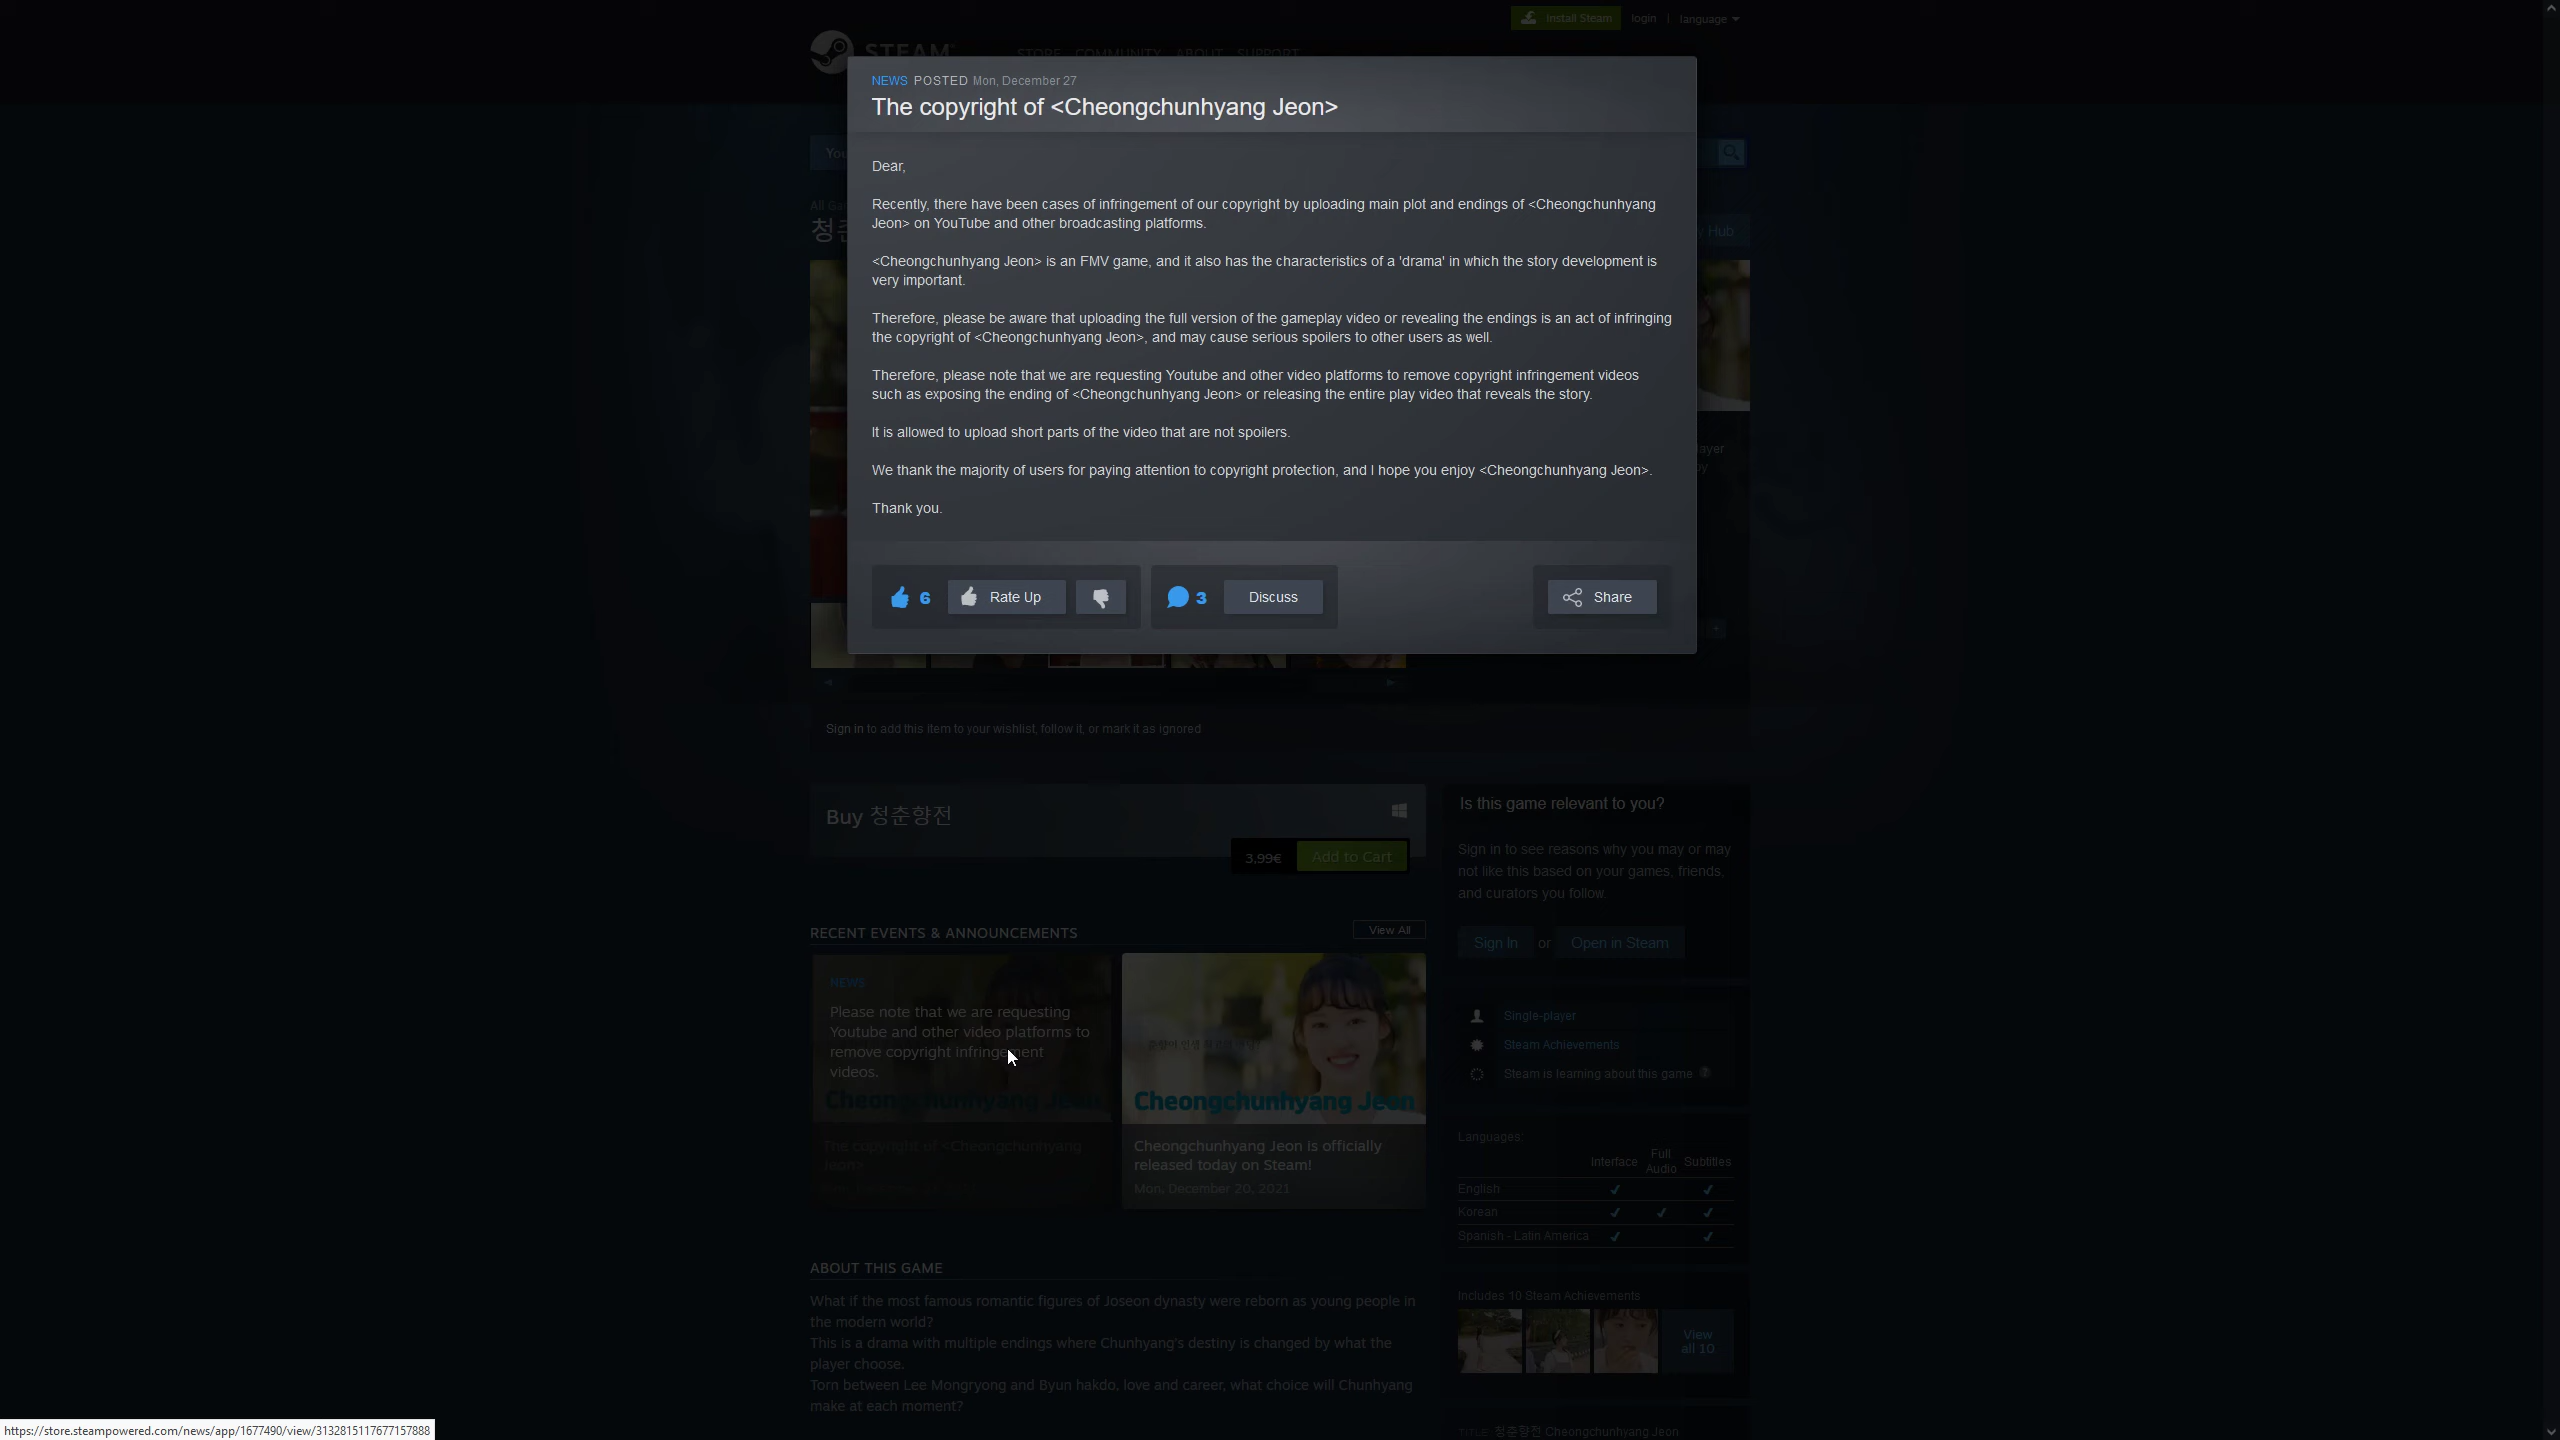 Install Steam
login | language
STEAM
STORE COMMUNITY ABOUT SUPPORT
NEWS POSTED Mon, December 27
The copyright of <Cheongchunhyang Jeon>
Dear,
Recently, there have been cases of infringement of our copyright by uploading main plot and endings of <Cheongchunhyang
Jeon> on YouTube and other broadcasting platforms.
<Cheongchunhyang Jeon> is an FMV game, and it also has the characteristics of a 'drama' in which the story development is
very important.
Therefore, please be aware that uploading the full version of the gameplay video or revealing the endings is an act of infringing
the copyright of <Cheongchunhyang Jeon>, and may cause serious spoilers to other users as well.
Therefore, please note that we are requesting Youtube and other video platforms to remove copyright infringement videos
such as exposing the ending of <Cheongchunhyang Jeon> or releasing the entire play video that reveals the story.
It is allowed to upload short parts of the video that are not spoilers.
We thank the majority of users for paying attention to copyright protection, and I hope you enjoy <Cheongchunhyang Jeon>.
Thank you.
6 Rate Up 3 Discuss Share
Hub
Sign in to add this item to your wishlist, follow it, or mark it as ignored
Buy 청춘향전
3,99€ Add to Cart
RECENT EVENTS & ANNOUNCEMENTS View All
NEWS
Please note that we are requesting
Youtube and other video platforms to
remove copyright infringement
videos.
Cheongchunhyang Jeon
The copyright of <Cheongchunhyang
Jeon>
Cheongchunhyang Jeon
Cheongchunhyang Jeon is officially
released today on Steam!
Mon, December 20, 2021
ABOUT THIS GAME
What if the most famous romantic figures of Joseon dynasty were reborn as young people in
the modern world?
This is a drama with multiple endings where Chunhyang's destiny is changed by what the
player choose.
Torn between Lee Mongryong and Byun hakdo, love and career, what choice will Chunhyang
make at each moment?
Is this game relevant to you?
Sign in to see reasons why you may or may
not like this based on your games, friends,
and curators you follow.
Sign In or Open in Steam
Single-player
Steam Achievements
Steam is learning about this game ?
Languages:
Interface Full Audio Subtitles
English
Korean
Spanish - Latin America
Includes 10 Steam Achievements
View
all 10
TITLE: 청춘향전 Cheongchunhyang Jeon
https://store.steampowered.com/news/app/1677490/view/3132815117677157888